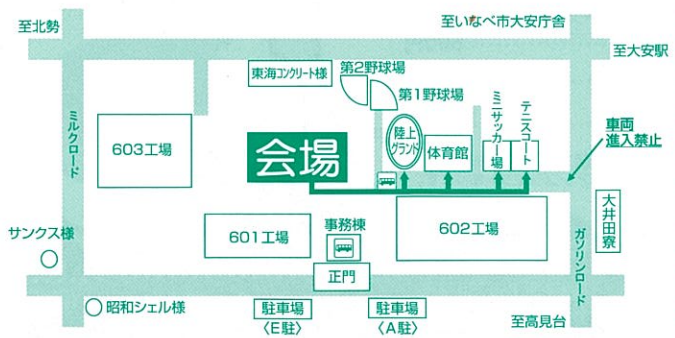 至北勢
至いなべ市大安庁舎
至大安駅
東海コンクリート様
第2野球場
第1野球場
ミルクロード
603工場
会場
陸上
グランド
体育館
ミニサッカー場
テニスコート
車両
進入禁止
大井田寮
サンクス様
601工場
事務棟
602工場
ガソリンロード
正門
昭和シェル様
駐車場
〈E駐〉
駐車場
〈A駐〉
至高見台